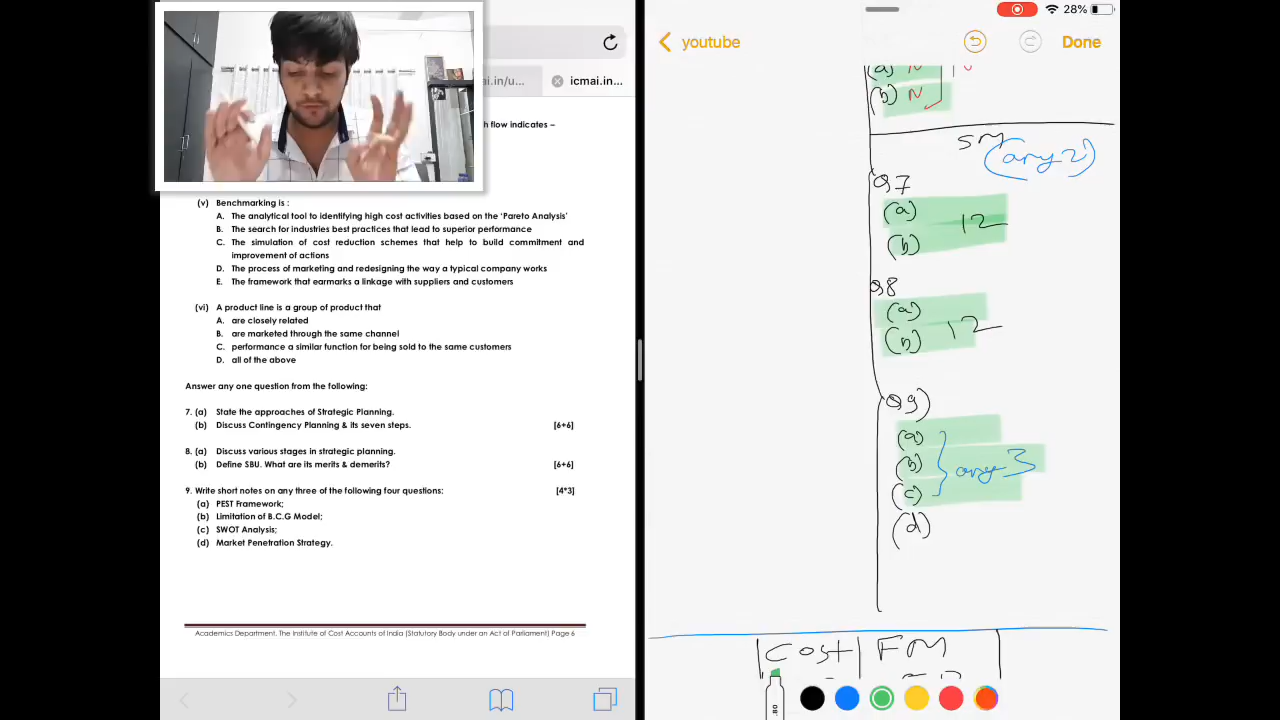 28%
youtube
Done
ai.in/u...
icmai.in...
h flow indicates –
(v) Benchmarking is :
A. The analytical tool to identifying high cost activities based on the 'Pareto Analysis'
B. The search for industries best practices that lead to superior performance
C. The simulation of cost reduction schemes that help to build commitment and
improvement of actions
D. The process of marketing and redesigning the way a typical company works
E. The framework that earmarks a linkage with suppliers and customers
(vi) A product line is a group of product that
A. are closely related
B. are marketed through the same channel
C. performance a similar function for being sold to the same customers
D. all of the above
Answer any one question from the following:
7. (a) State the approaches of Strategic Planning.
(b) Discuss Contingency Planning & its seven steps. [6+6]
8. (a) Discuss various stages in strategic planning.
(b) Define SBU. What are its merits & demerits? [6+6]
9. Write short notes on any three of the following four questions: [4*3]
(a) PEST Framework;
(b) Limitation of B.C.G Model;
(c) SWOT Analysis;
(d) Market Penetration Strategy.
Academics Department. The Institute of Cost Accounts of India (Statutory Body under an Act of Parliament) Page 6
(a) N
(b) N
SM
(any 2)
Q7
(a)
(b) 12
Q8
(a)
(b) 12
Q9)
(a)
(b) any 3
(c)
(d)
Cost FM
.80